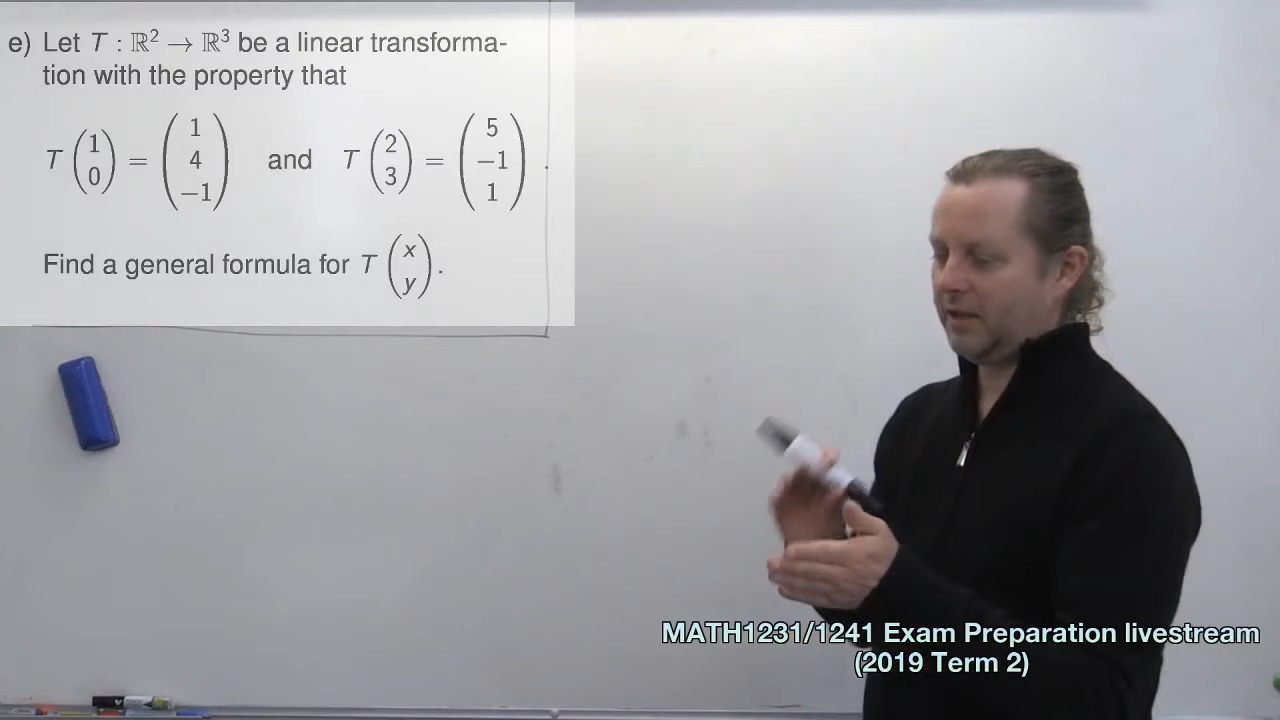 e) Let T : ℝ² → ℝ³ be a linear transforma-
tion with the property that
T (1 0) = (1 4 −1) and T (2 3) = (5 −1 1) .
Find a general formula for T (x y).
MATH1231/1241 Exam Preparation livestream
(2019 Term 2)